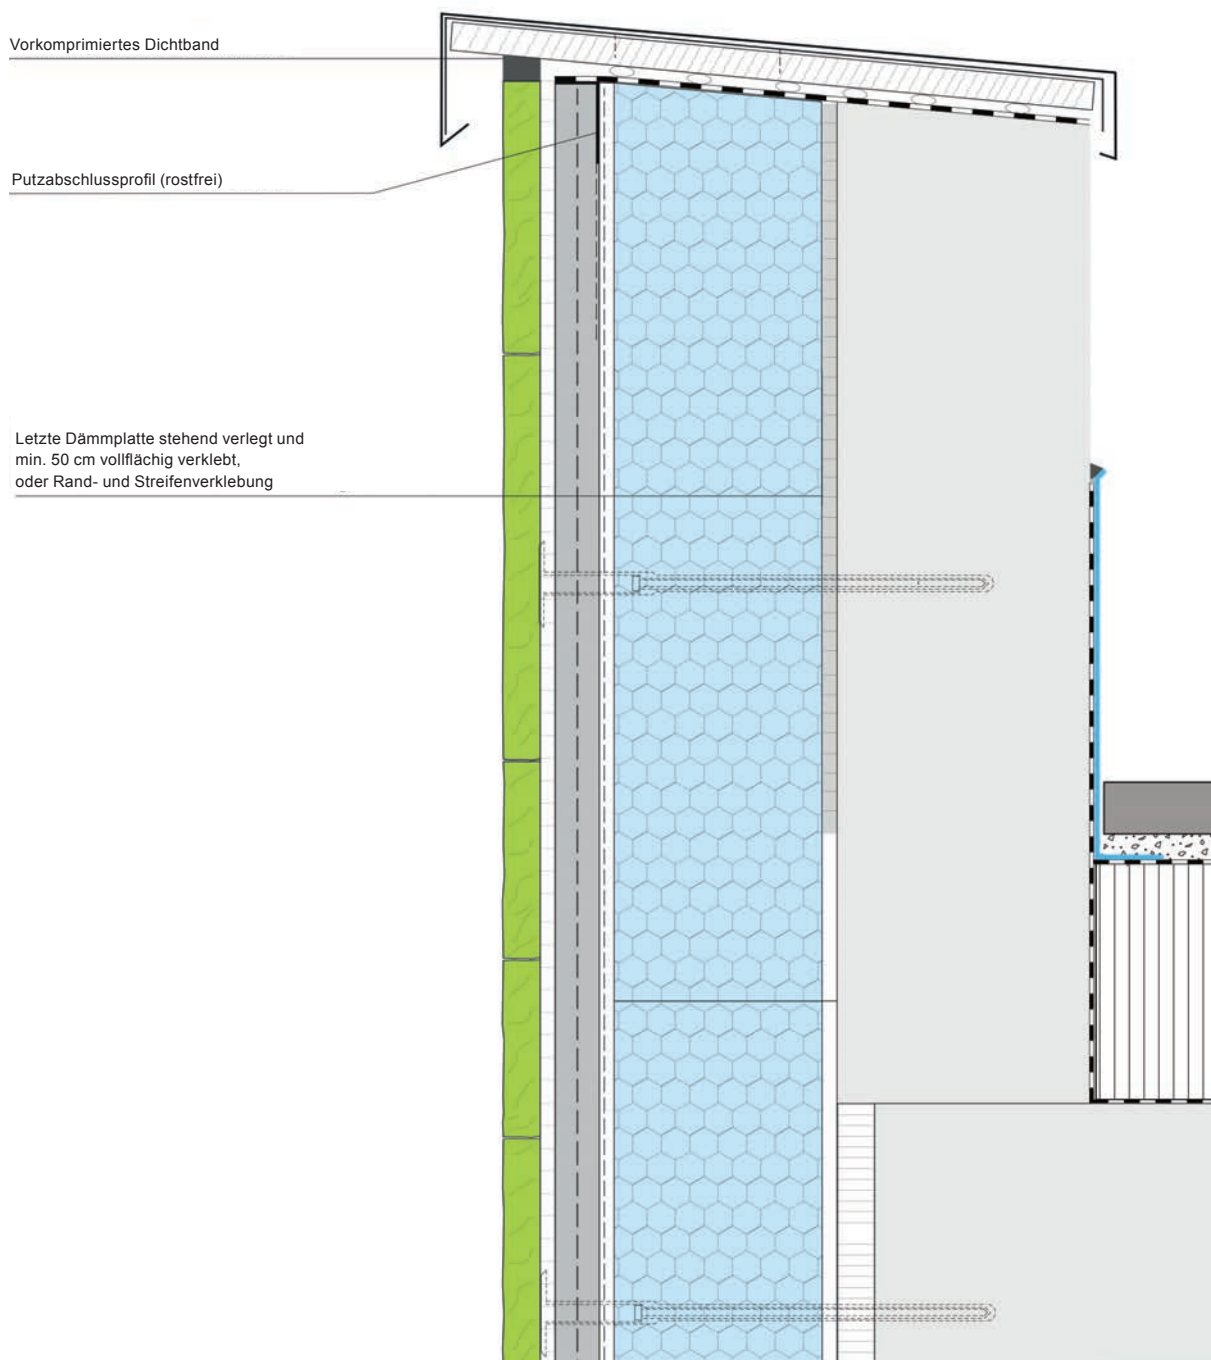 Vorkomprimiertes Dichtband
Putzabschlussprofil (rostfrei)
Letzte Dämmplatte stehend verlegt und
min. 50 cm vollflächig verklebt,
oder Rand- und Streifenverklebung